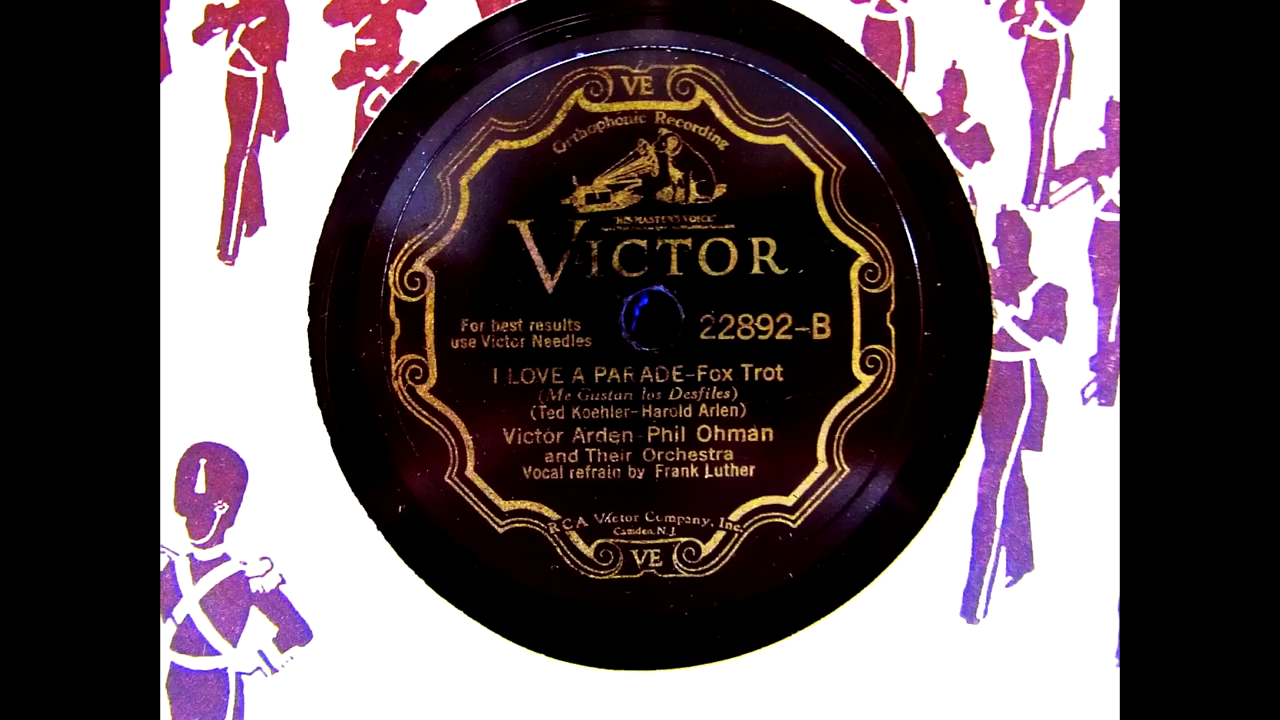 VE
Orthophonic Recording
"HIS MASTER'S VOICE"
VICTOR
For best results
use Victor Needles
22892-B
I LOVE A PARADE-Fox Trot
(Me Gustan los Desfiles)
(Ted Koehler-Harold Arlen)
Victor Arden-Phil Ohman
and Their Orchestra
Vocal refrain by Frank Luther
RCA Victor Company, Inc.
Camden, N.J.
VE